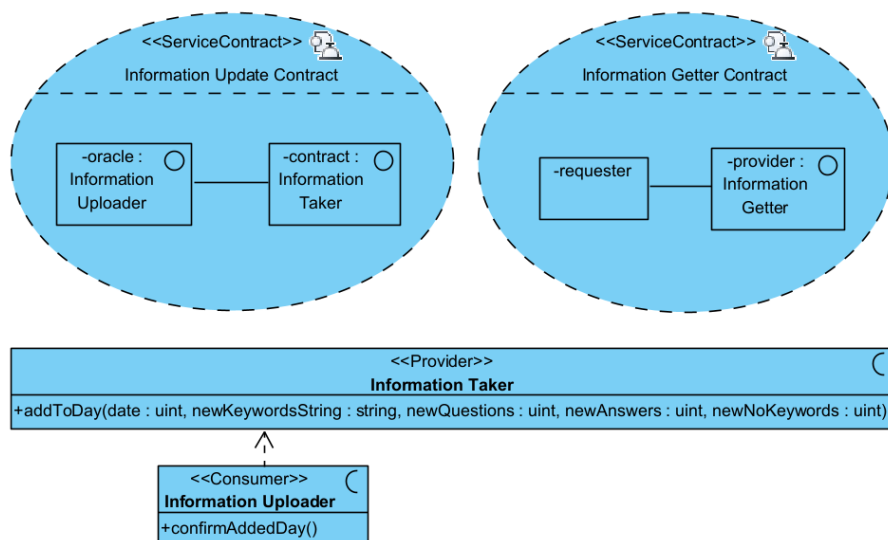 <<ServiceContract>>
Information Update Contract
-oracle :
Information
Uploader
-contract :
Information
Taker
<<ServiceContract>>
Information Getter Contract
-requester
-provider :
Information
Getter
<<Provider>>
Information Taker
+addToDay(date : uint, newKeywordsString : string, newQuestions : uint, newAnswers : uint, newNoKeywords : uint)
<<Consumer>>
Information Uploader
+confirmAddedDay()